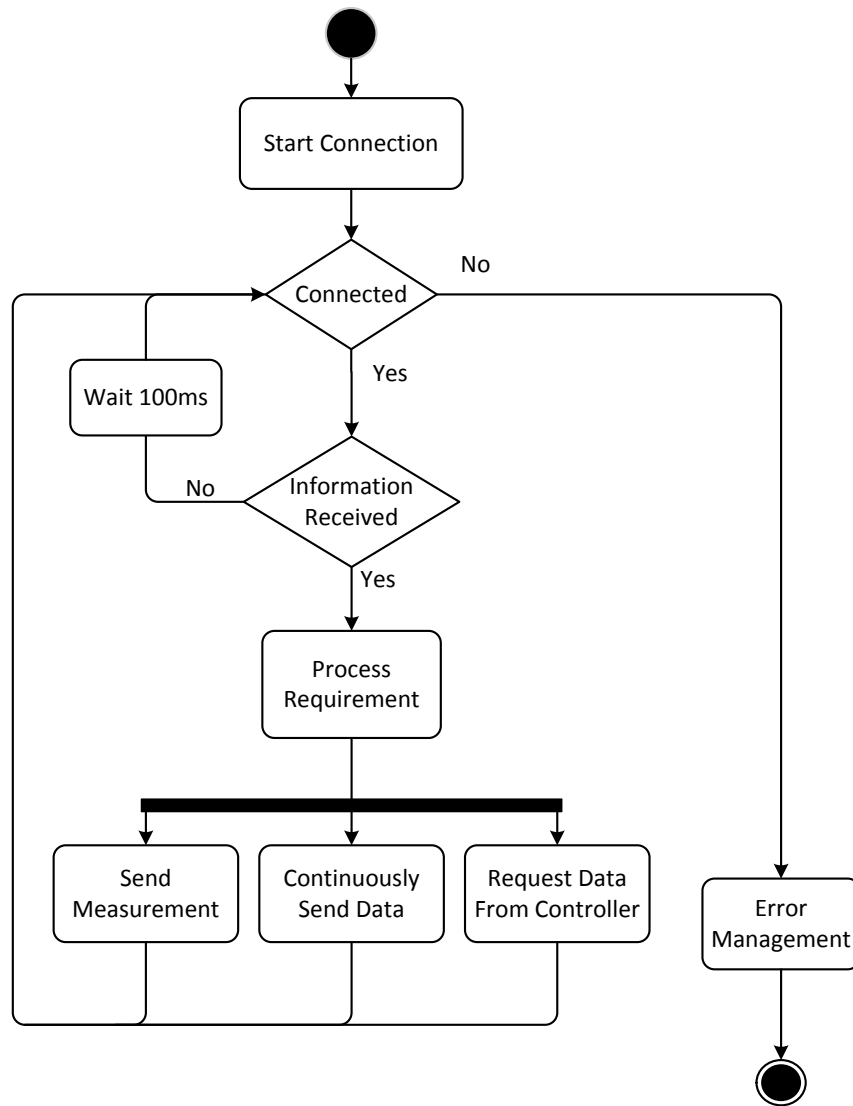 Start Connection
No
Connected
Yes
Wait 100ms
Information
Received
No
Yes
Process
Requirement
Send
Measurement
Continuously
Send Data
Request Data
From Controller
Error
Management